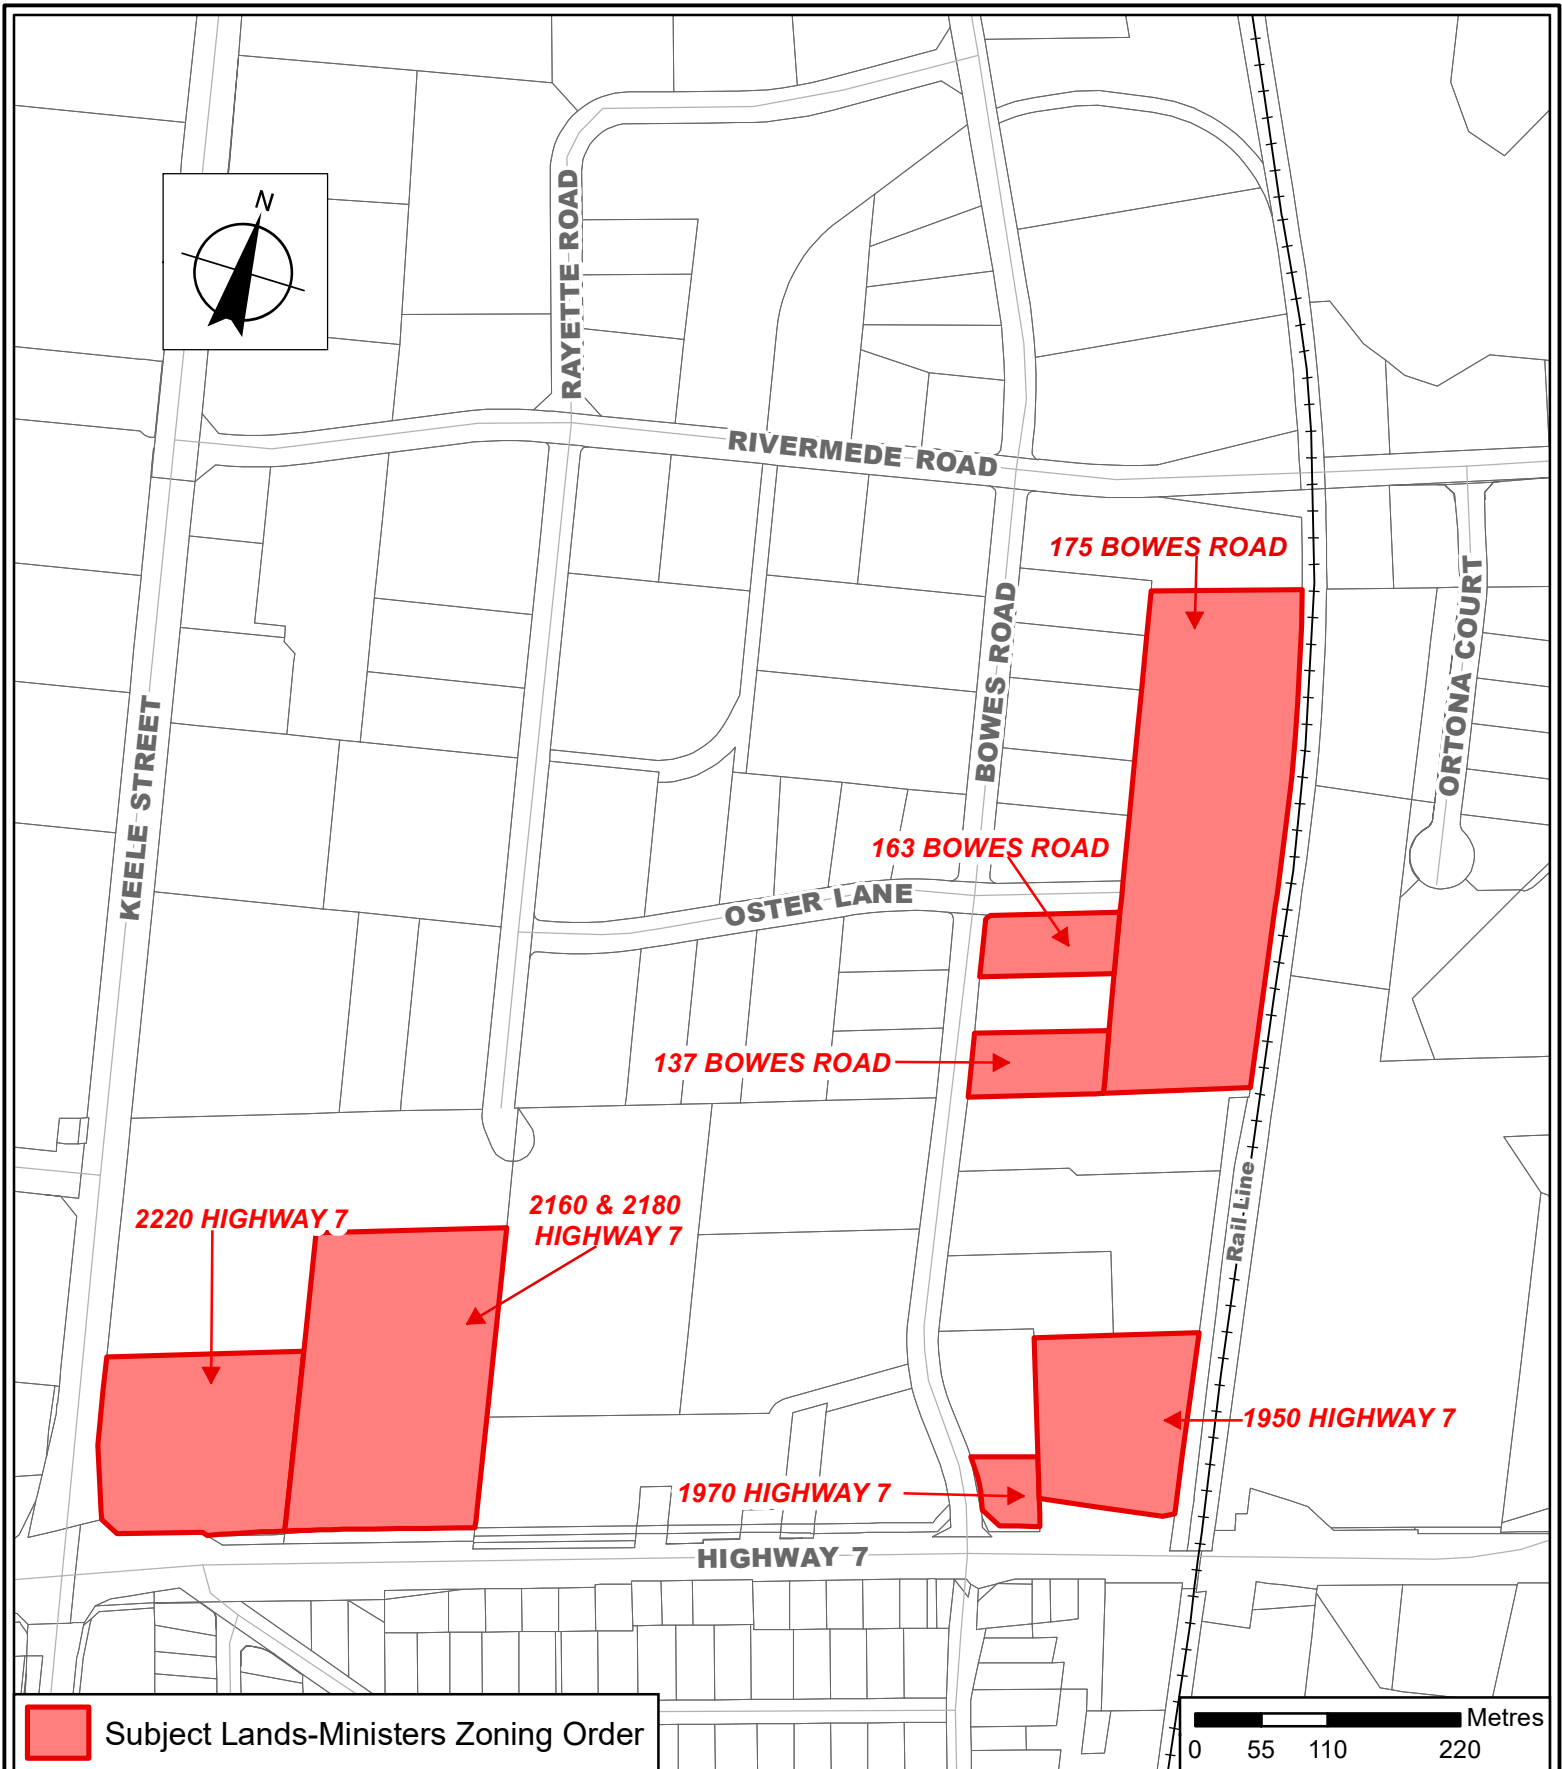 N
RAYETTE ROAD
RIVERMEDE ROAD
175 BOWES ROAD
BOWES ROAD
ORTONA COURT
KEELE STREET
163 BOWES ROAD
OSTER LANE
137 BOWES ROAD
Rail Line
2220 HIGHWAY 7
2160 & 2180
HIGHWAY 7
1950 HIGHWAY 7
1970 HIGHWAY 7
HIGHWAY 7
Subject Lands-Ministers Zoning Order
Metres
0 55 110 220